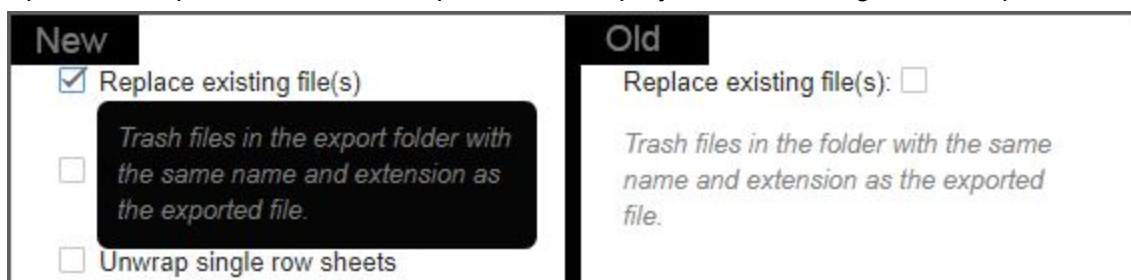 New
Replace existing file(s)
Trash files in the export folder with
the same name and extension as
the exported file.
Unwrap single row sheets
Old
Replace existing file(s):
Trash files in the folder with the same
name and extension as the exported
file.